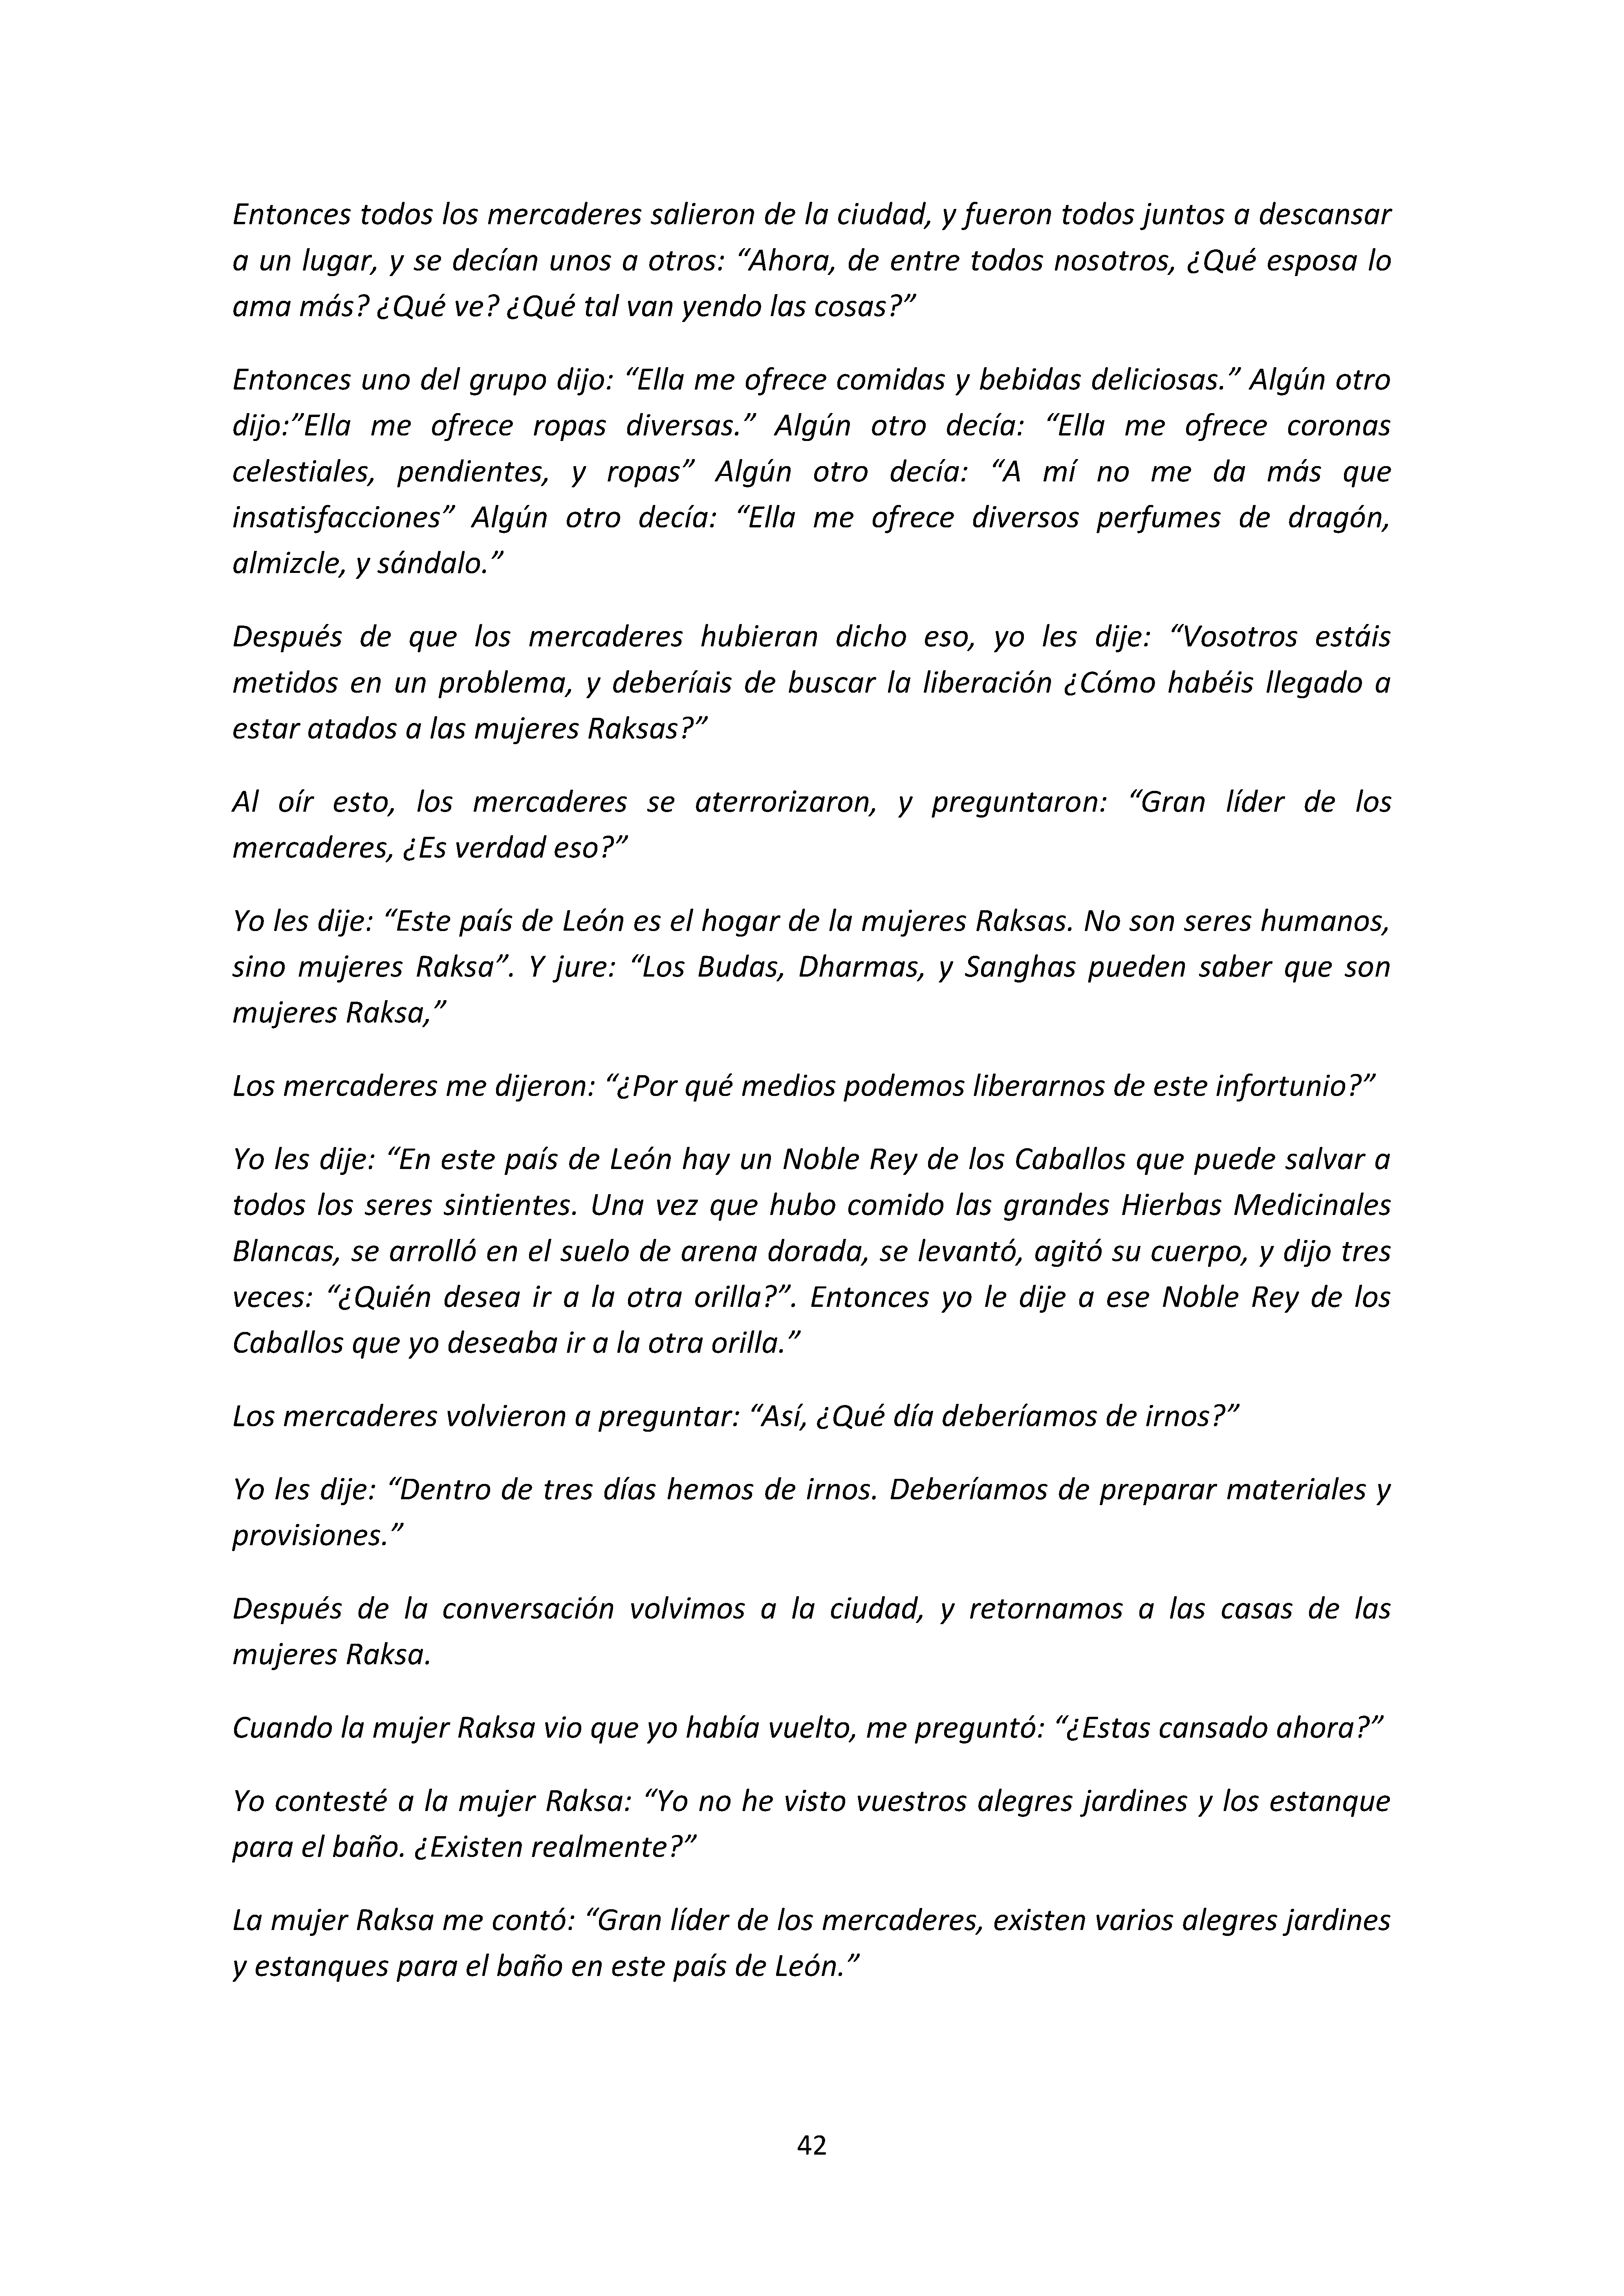 Entonces todos los mercaderes salieron de la ciudad, y fueron todos juntos a descansar
a un lugar, y se decían unos a otros: “Ahora, de entre todos nosotros, ¿Qué esposa lo
ama más? ¿Qué ve? ¿Qué tal van yendo las cosas?”
Entonces uno del grupo dijo: “Ella me ofrece comidas y bebidas deliciosas.” Algún otro
dijo:”Ella me ofrece ropas diversas.” Algún otro decía: “Ella me ofrece coronas
celestiales, pendientes, y ropas” Algún otro decía: “A mí no me da más que
insatisfacciones” Algún otro decía: “Ella me ofrece diversos perfumes de dragón,
almizcle, y sándalo.”
Después de que los mercaderes hubieran dicho eso, yo les dije: “Vosotros estáis
metidos en un problema, y deberíais de buscar la liberación ¿Cómo habéis llegado a
estar atados a las mujeres Raksas?”
Al oír esto, los mercaderes se aterrorizaron, y preguntaron: “Gran líder de los
mercaderes, ¿Es verdad eso?”
Yo les dije: “Este país de León es el hogar de la mujeres Raksas. No son seres humanos,
sino mujeres Raksa”. Y jure: “Los Budas, Dharmas, y Sanghas pueden saber que son
mujeres Raksa,”
Los mercaderes me dijeron: “¿Por qué medios podemos liberarnos de este infortunio?”
Yo les dije: “En este país de León hay un Noble Rey de los Caballos que puede salvar a
todos los seres sintientes. Una vez que hubo comido las grandes Hierbas Medicinales
Blancas, se arrolló en el suelo de arena dorada, se levantó, agitó su cuerpo, y dijo tres
veces: “¿Quién desea ir a la otra orilla?”. Entonces yo le dije a ese Noble Rey de los
Caballos que yo deseaba ir a la otra orilla.”
Los mercaderes volvieron a preguntar: “Así, ¿Qué día deberíamos de irnos?”
Yo les dije: “Dentro de tres días hemos de irnos. Deberíamos de preparar materiales y
provisiones.”
Después de la conversación volvimos a la ciudad, y retornamos a las casas de las
mujeres Raksa.
Cuando la mujer Raksa vio que yo había vuelto, me preguntó: “¿Estas cansado ahora?”
Yo contesté a la mujer Raksa: “Yo no he visto vuestros alegres jardines y los estanque
para el baño. ¿Existen realmente?”
La mujer Raksa me contó: “Gran líder de los mercaderes, existen varios alegres jardines
y estanques para el baño en este país de León.”
42